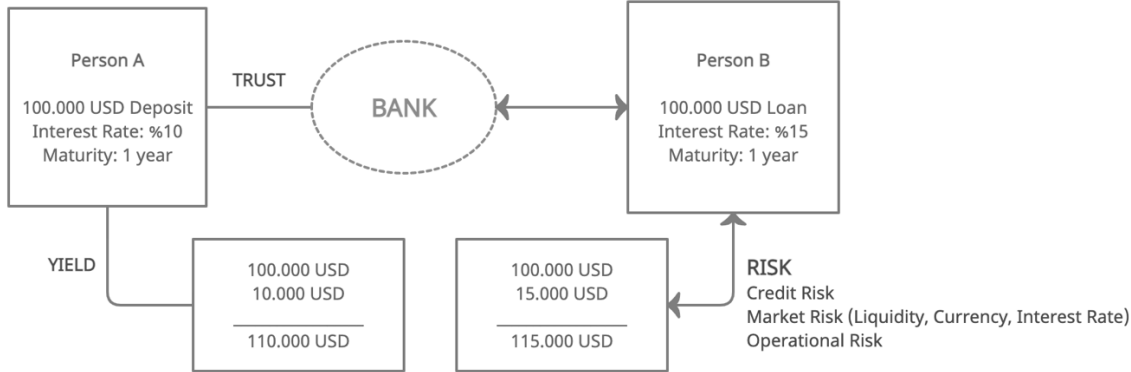 Person A
100.000 USD Deposit
Interest Rate: %10
Maturity: 1 year
TRUST
BANK
Person B
100.000 USD Loan
Interest Rate: %15
Maturity: 1 year
YIELD
100.000 USD
10.000 USD
110.000 USD
100.000 USD
15.000 USD
115.000 USD
RISK
Credit Risk
Market Risk (Liquidity, Currency, Interest Rate)
Operational Risk